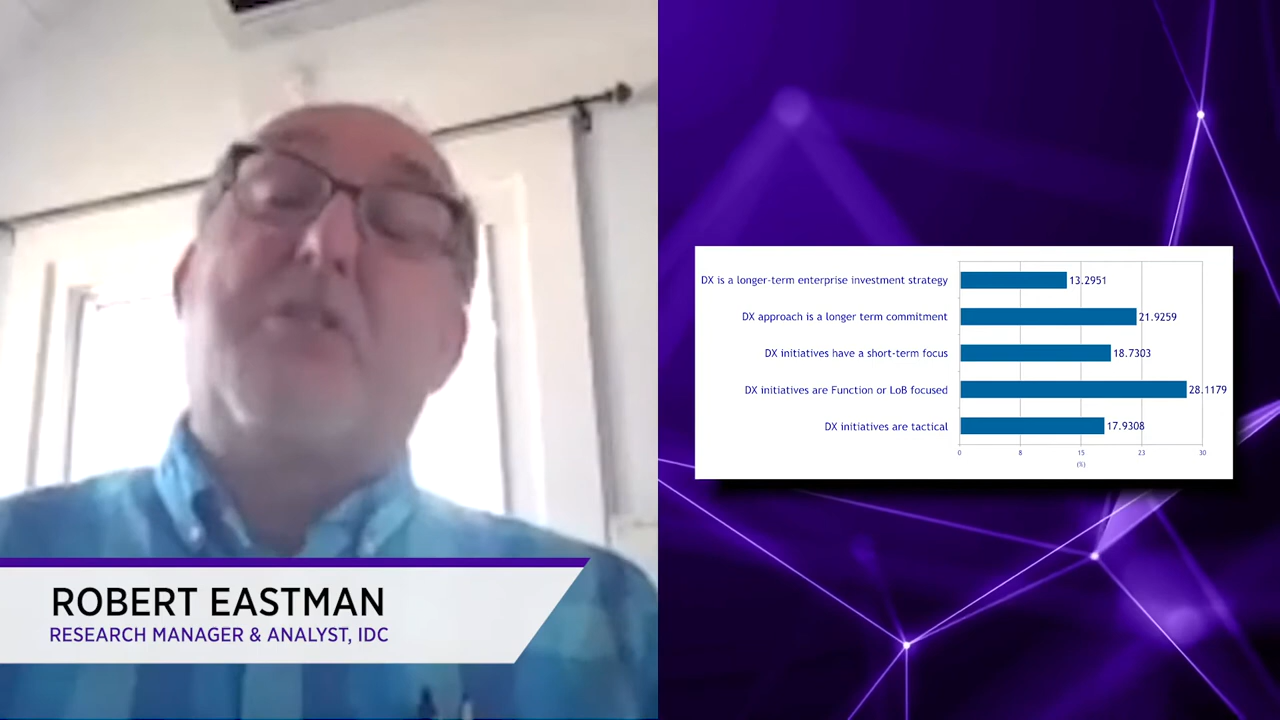 DX is a longer-term enterprise investment strategy 13.2951
DX approach is a longer term commitment 21.9259
DX initiatives have a short-term focus 18.7303
DX initiatives are Function or LoB focused 28.1179
DX initiatives are tactical 17.9308
0 8 15 23 30
(%)
ROBERT EASTMAN
RESEARCH MANAGER & ANALYST, IDC